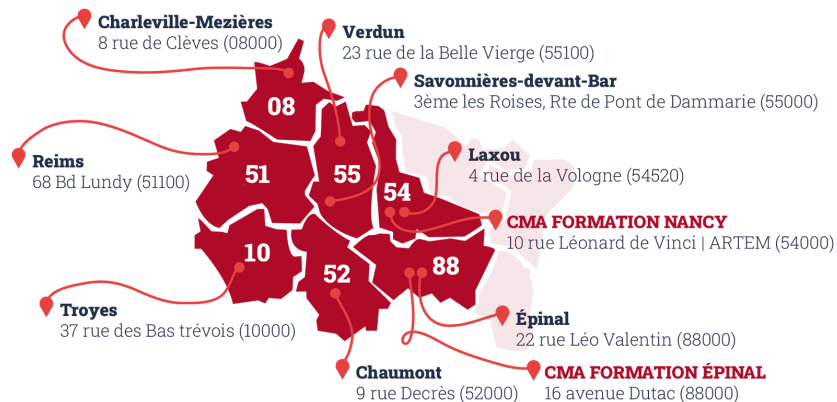 Charleville-Mezières
8 rue de Clèves (08000)
Verdun
23 rue de la Belle Vierge (55100)
Savonnières-devant-Bar
3ème les Roises, Rte de Pont de Dammarie (55000)
08
Reims
68 Bd Lundy (51100)
51
55
54
Laxou
4 rue de la Vologne (54520)
CMA FORMATION NANCY
10 rue Léonard de Vinci | ARTEM (54000)
10
52
88
Troyes
37 rue des Bas trévois (10000)
Épinal
22 rue Léo Valentin (88000)
Chaumont
9 rue Decrès (52000)
CMA FORMATION ÉPINAL
16 avenue Dutac (88000)